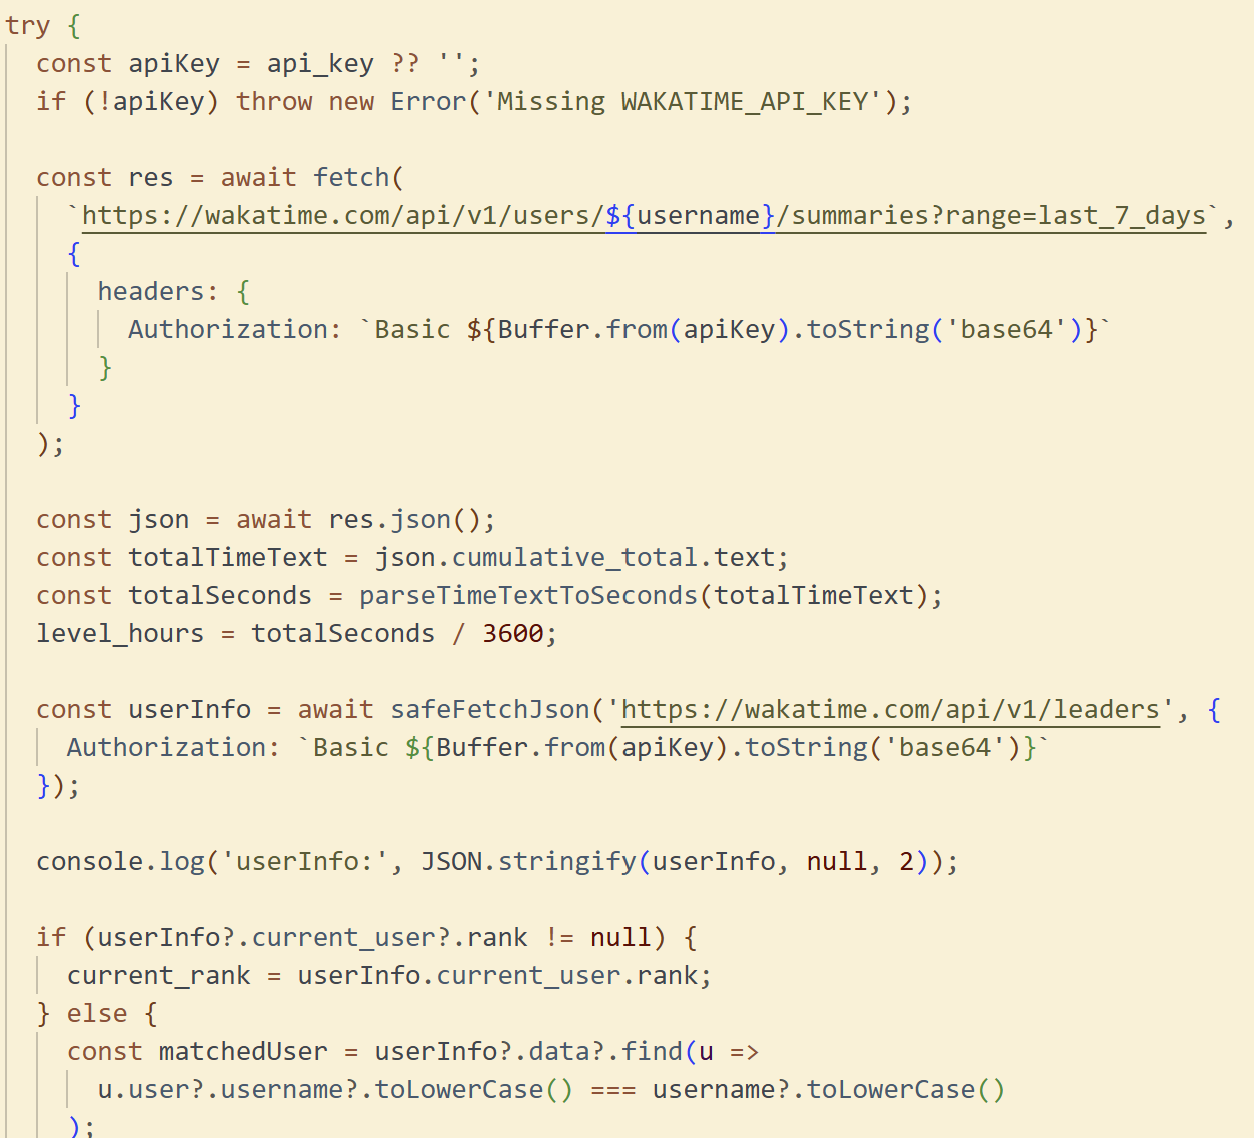 try {
const apiKey = api_key ?? '';
if (!apiKey) throw new Error('Missing WAKATIME_API_KEY');
const res = await fetch(
`https://wakatime.com/api/v1/users/${username}/summaries?range=last_7_days`,
{
headers: {
Authorization: `Basic ${Buffer.from(apiKey).toString('base64')}`
}
}
);
const json = await res.json();
const totalTimeText = json.cumulative_total.text;
const totalSeconds = parseTimeTextToSeconds(totalTimeText);
level_hours = totalSeconds / 3600;
const userInfo = await safeFetchJson('https://wakatime.com/api/v1/leaders', {
Authorization: `Basic ${Buffer.from(apiKey).toString('base64')}`
});
console.log('userInfo:', JSON.stringify(userInfo, null, 2));
if (userInfo?.current_user?.rank != null) {
current_rank = userInfo.current_user.rank;
} else {
const matchedUser = userInfo?.data?.find(u =>
u.user?.username?.toLowerCase() === username?.toLowerCase()
);